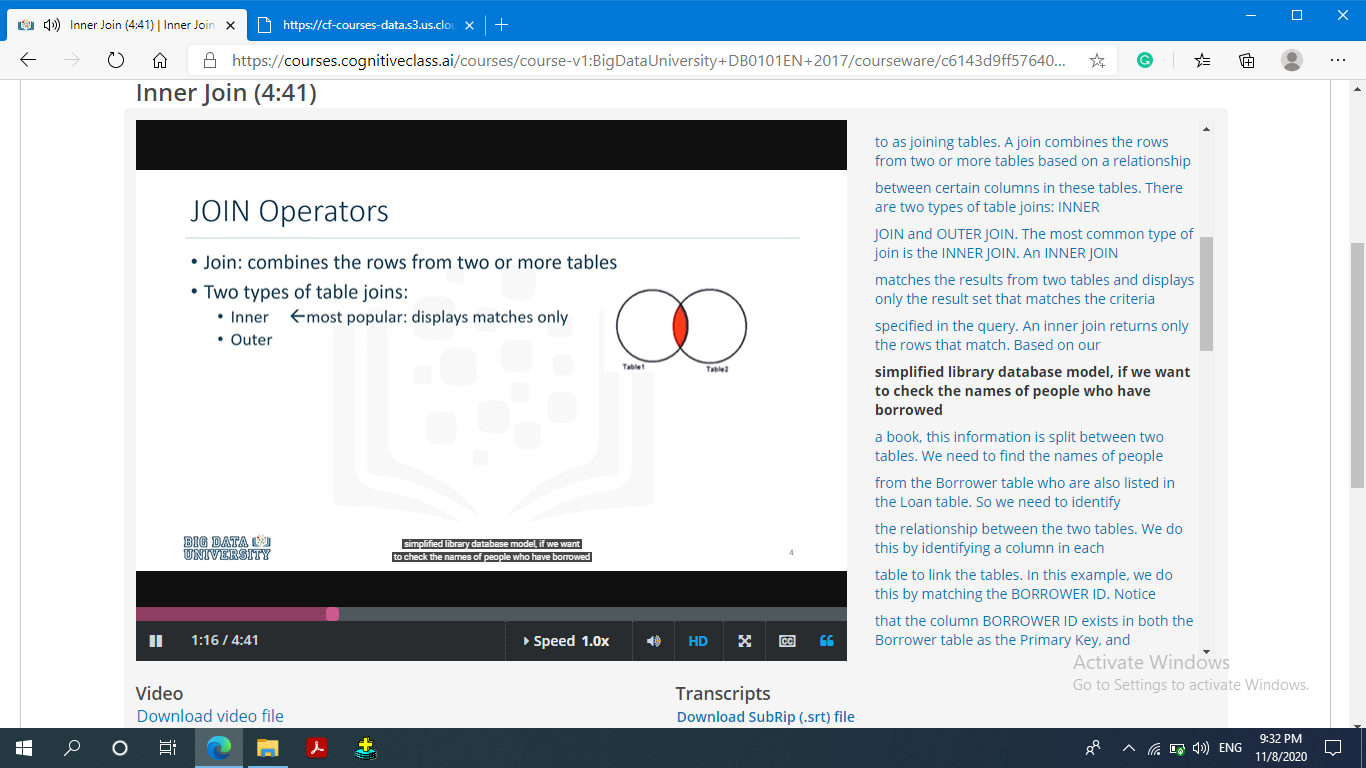 Inner Join (4:41) | Inner Join
https://cf-courses-data.s3.us.clou
https://courses.cognitiveclass.ai/courses/course-v1:BigDataUniversity+DB0101EN+2017/courseware/c6143d9ff57640...
Inner Join (4:41)
JOIN Operators
• Join: combines the rows from two or more tables
• Two types of table joins:
• Inner ←most popular: displays matches only
• Outer
Table1
Table2
BIG DATA
UNIVERSITY
simplified library database model, if we want
to check the names of people who have borrowed
4
1:16 / 4:41
Speed 1.0x
HD
CC
to as joining tables. A join combines the rows
from two or more tables based on a relationship
between certain columns in these tables. There
are two types of table joins: INNER
JOIN and OUTER JOIN. The most common type of
join is the INNER JOIN. An INNER JOIN
matches the results from two tables and displays
only the result set that matches the criteria
specified in the query. An inner join returns only
the rows that match. Based on our
simplified library database model, if we want
to check the names of people who have
borrowed
a book, this information is split between two
tables. We need to find the names of people
from the Borrower table who are also listed in
the Loan table. So we need to identify
the relationship between the two tables. We do
this by identifying a column in each
table to link the tables. In this example, we do
this by matching the BORROWER ID. Notice
that the column BORROWER ID exists in both the
Borrower table as the Primary Key, and
Activate Windows
Go to Settings to activate Windows.
Video
Download video file
Transcripts
Download SubRip (.srt) file
ENG
9:32 PM
11/8/2020